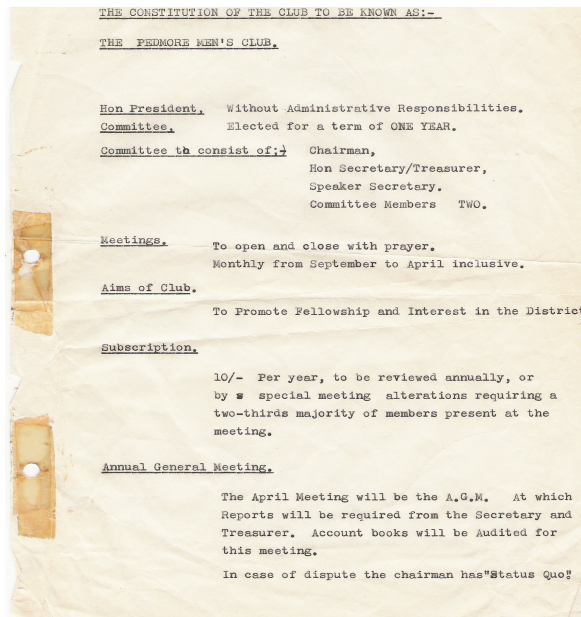 THE CONSTITUTION OF THE CLUB TO BE KNOWN AS:-
THE PEDMORE MEN'S CLUB.
Hon President, Without Administrative Responsibilities.
Committee, Elected for a term of ONE YEAR.
Committee to consist of:- Chairman,
Hon Secretary/Treasurer,
Speaker Secretary.
Committee Members TWO.
Meetings. To open and close with prayer.
Monthly from September to April inclusive.
Aims of Club.
To Promote Fellowship and Interest in the District
Subscription.
10/- Per year, to be reviewed annually, or
by a special meeting alterations requiring a
two-thirds majority of members present at the
meeting.
Annual General Meeting.
The April Meeting will be the A.G.M. At which
Reports will be required from the Secretary and
Treasurer. Account books will be Audited for
this meeting.
In case of dispute the chairman has"Status Quo"